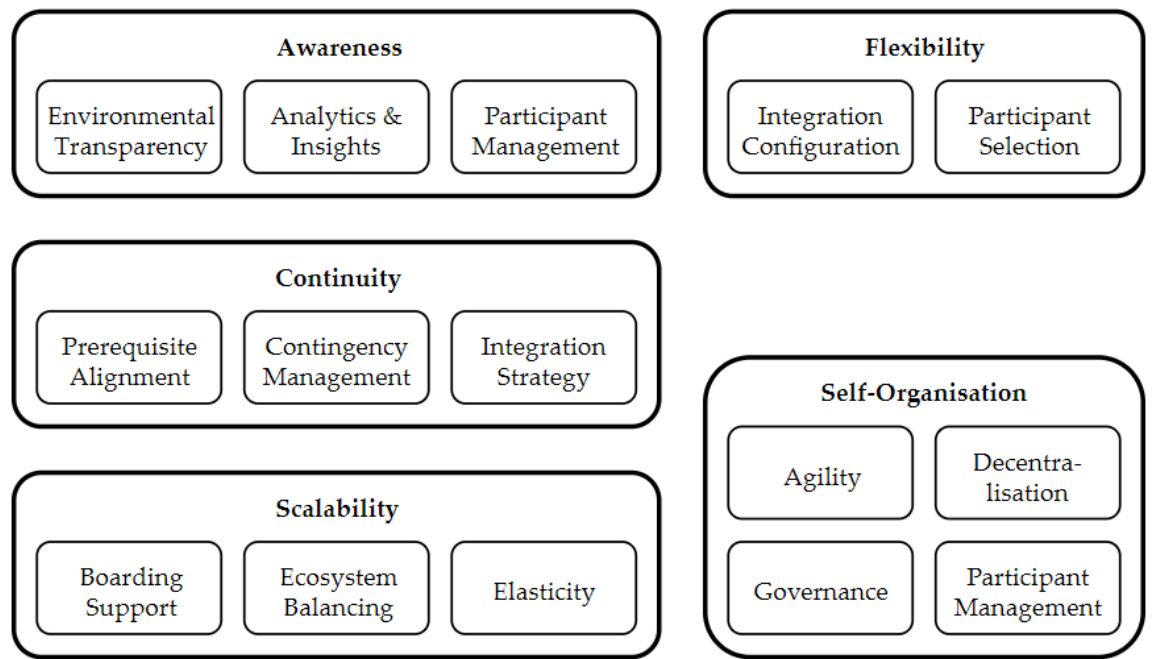 Awareness
Environmental
Transparency
Analytics &
Insights
Participant
Management
Flexibility
Integration
Configuration
Participant
Selection
Continuity
Prerequisite
Alignment
Contingency
Management
Integration
Strategy
Self-Organisation
Agility
Decentra-
lisation
Governance
Participant
Management
Scalability
Boarding
Support
Ecosystem
Balancing
Elasticity